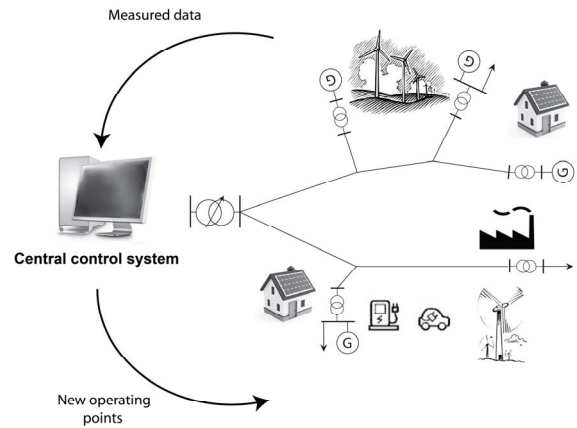 Measured data
G
G
G
Central control system
G
New operating
points